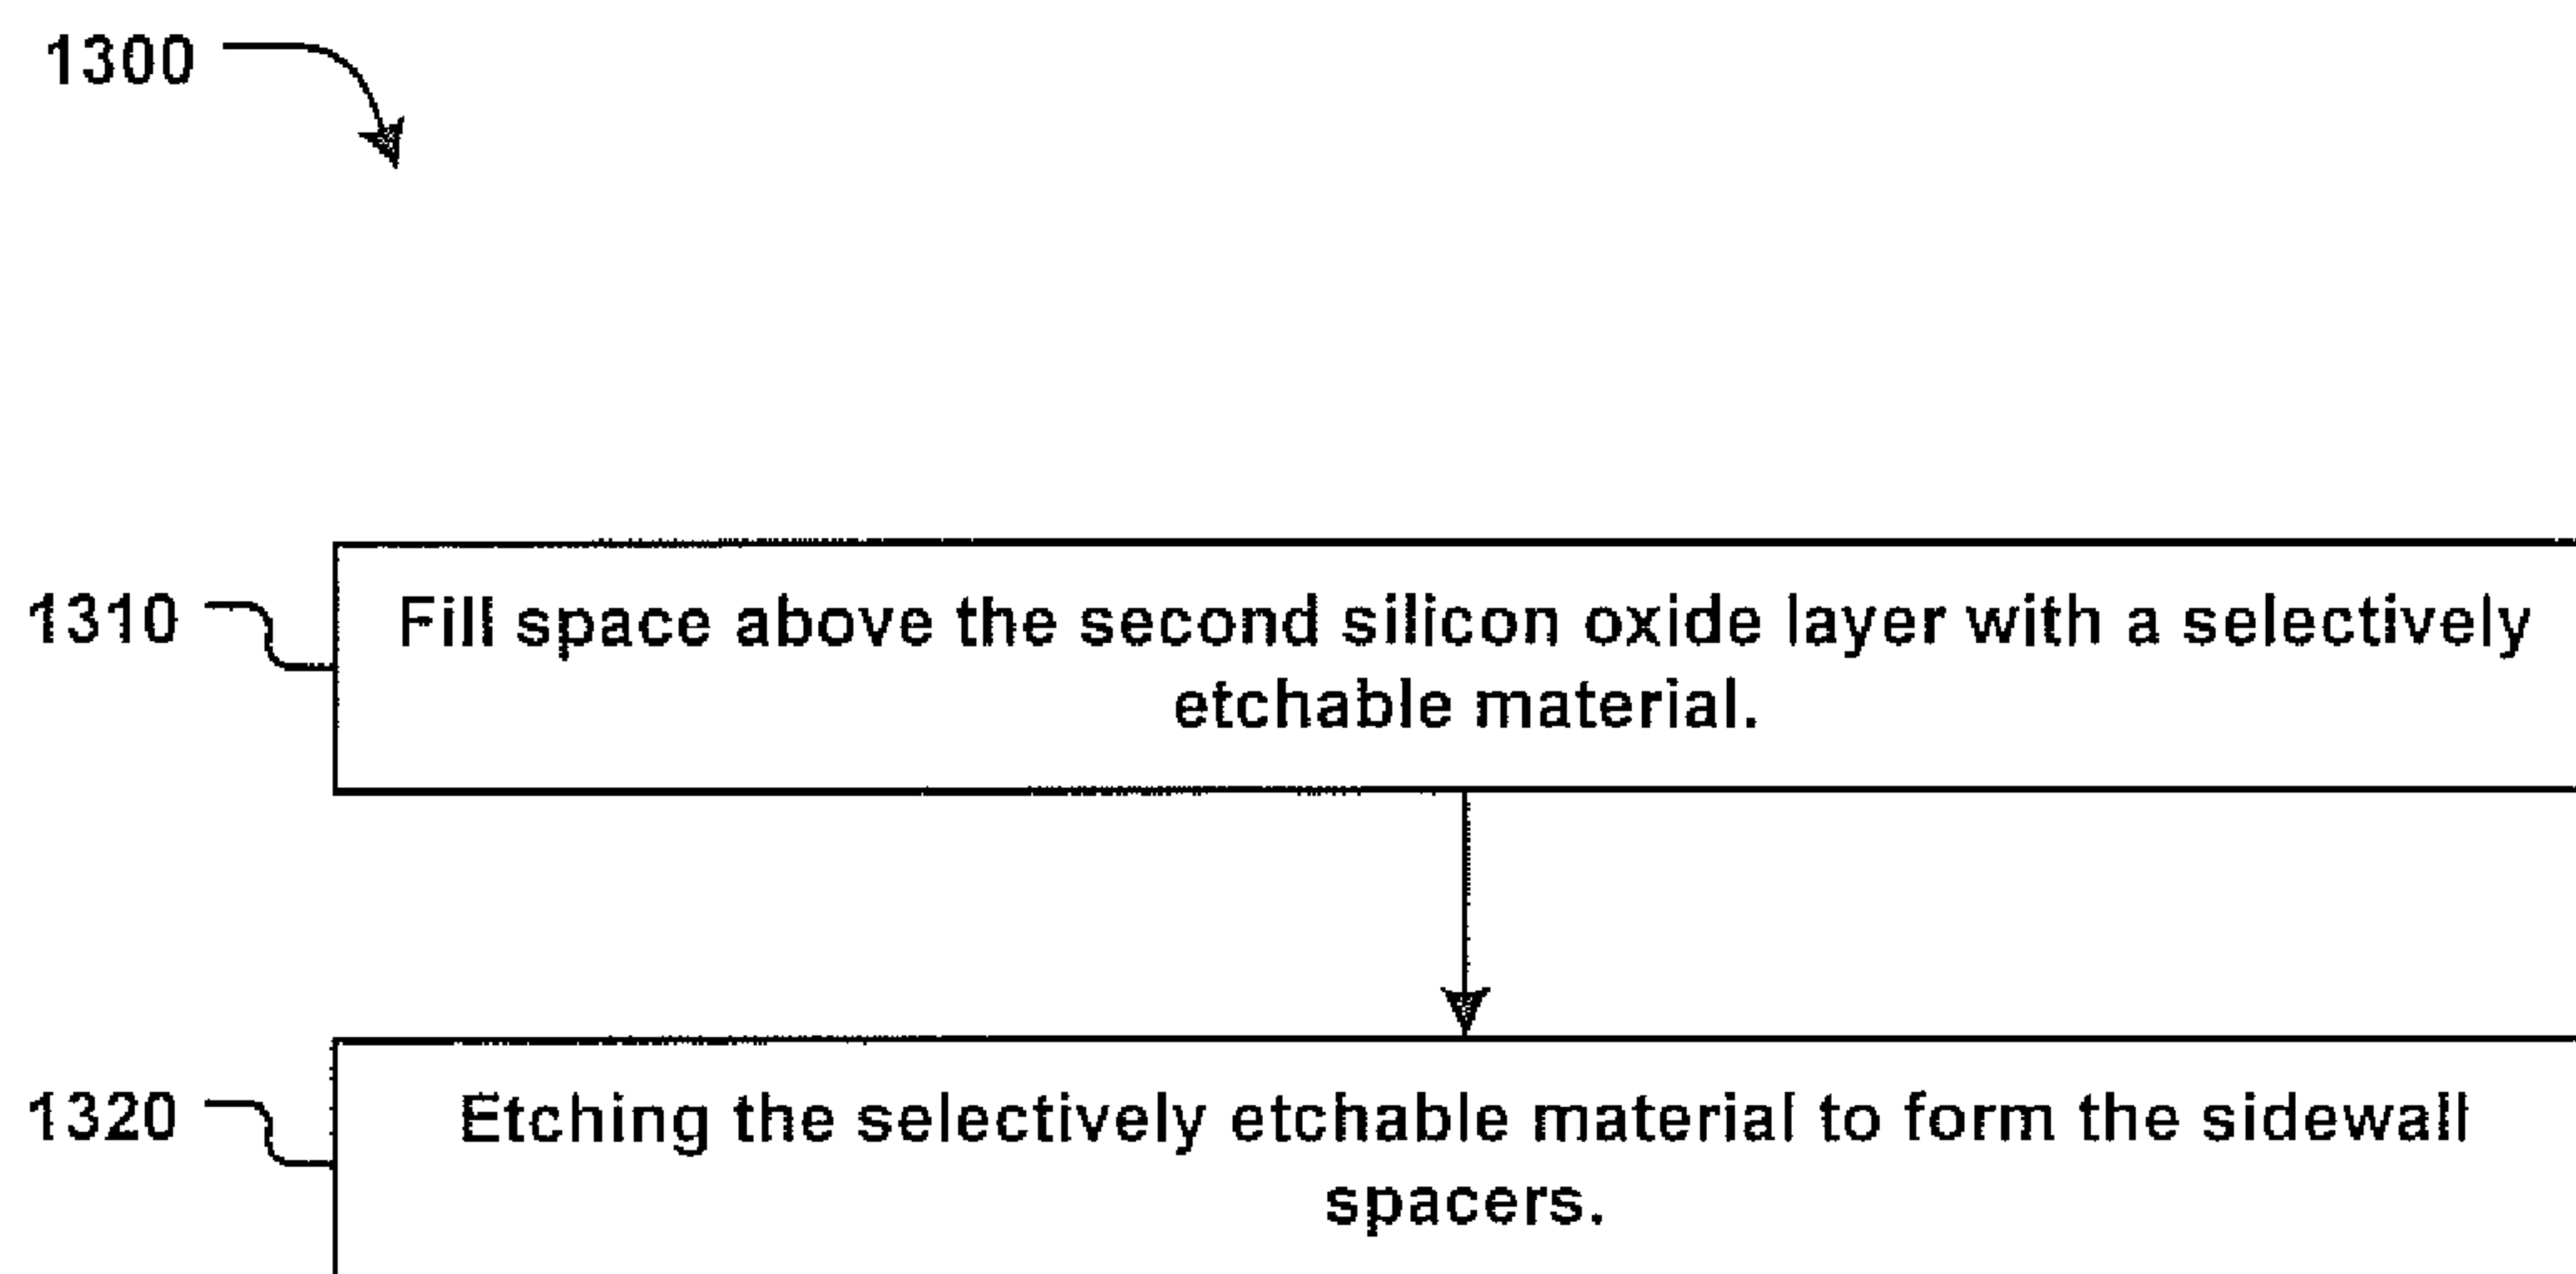 1300
1310
Fill space above the second silicon oxide layer with a selectively
etchable material.
1320
Etching the selectively etchable material to form the sidewall
spacers.